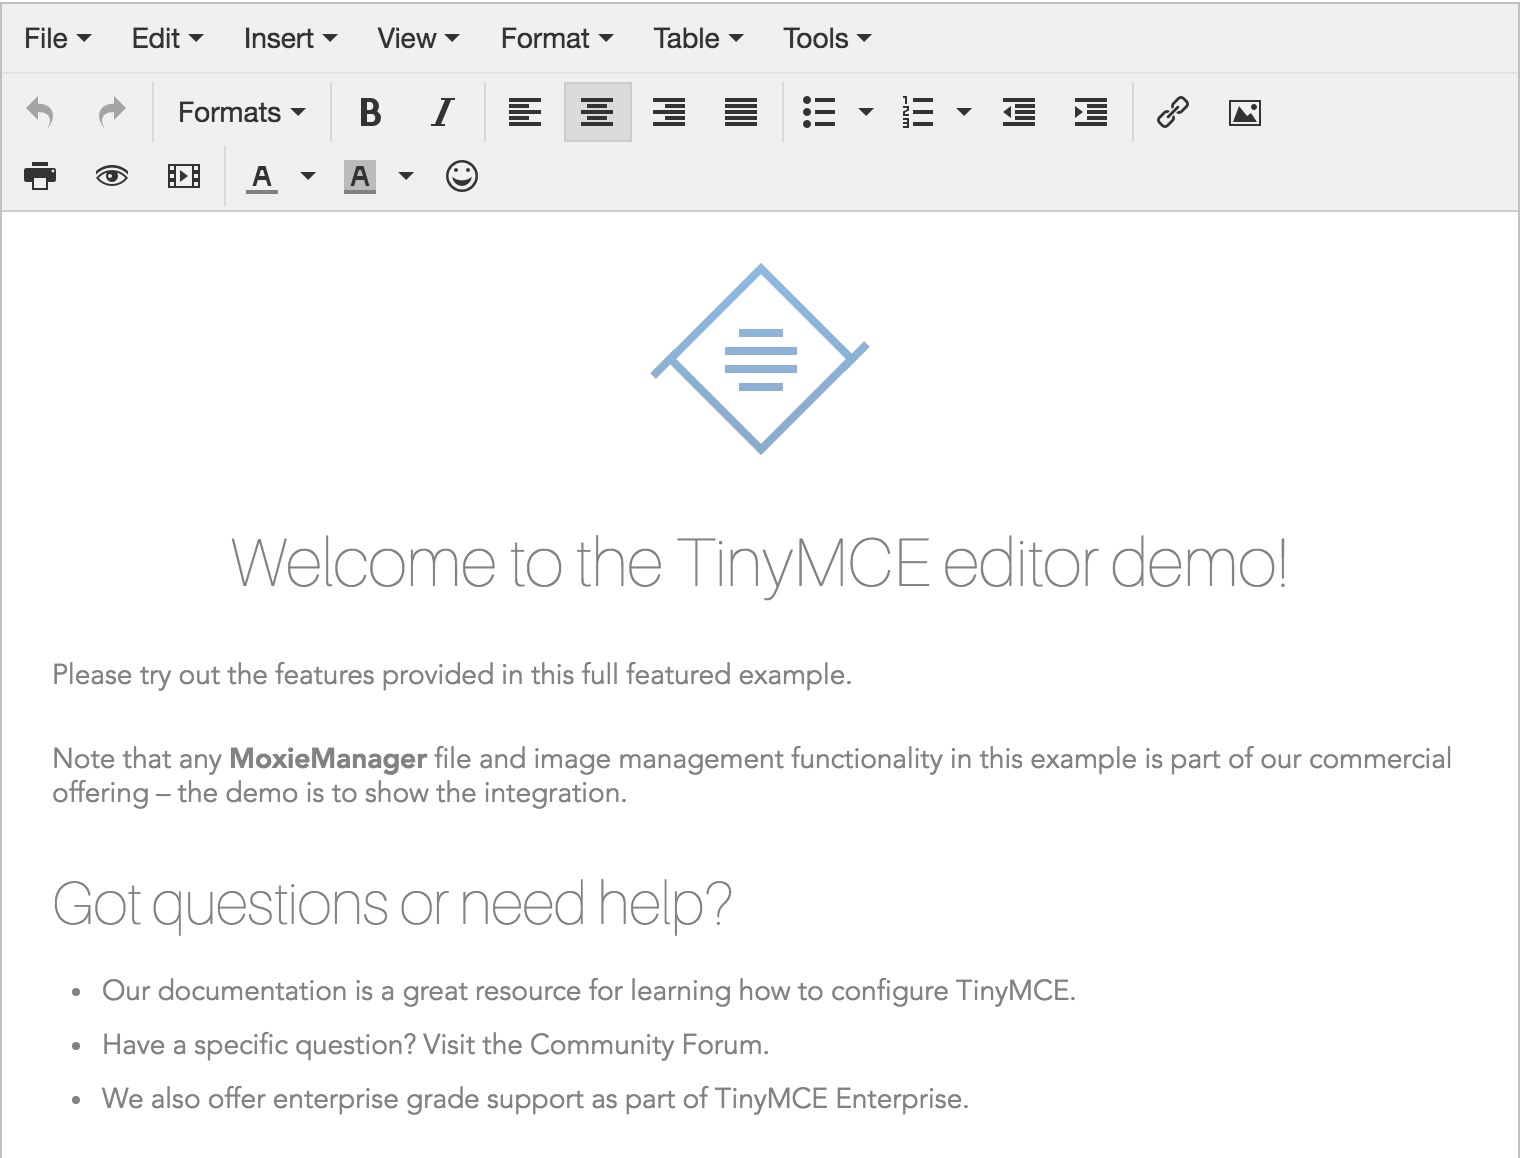 File Edit Insert View Format Table Tools
Formats B I
A A
Welcome to the TinyMCE editor demo!
Please try out the features provided in this full featured example.
Note that any MoxieManager file and image management functionality in this example is part of our commercial
offering – the demo is to show the integration.
Got questions or need help?
• Our documentation is a great resource for learning how to configure TinyMCE.
• Have a specific question? Visit the Community Forum.
• We also offer enterprise grade support as part of TinyMCE Enterprise.